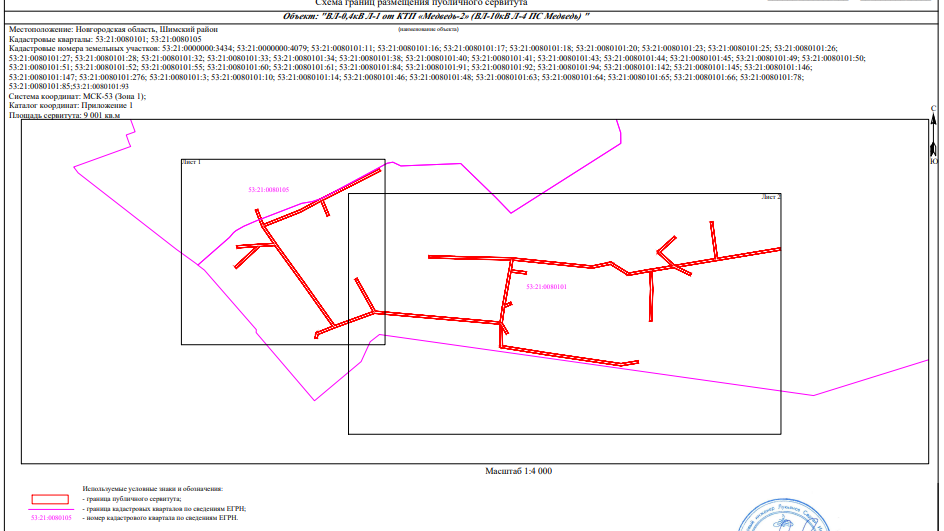 Схема границ размещения публичного сервитута
Объект: "ВЛ-0,4кВ Л-1 от КТП «Медведь-2» (ВЛ-10кВ Л-4 ПС Медведь) "
(наименование объекта)
Местоположение: Новгородская область, Шимский район
Кадастровые кварталы: 53:21:0080101; 53:21:0080105
Кадастровые номера земельных участков: 53:21:0000000:3434; 53:21:0000000:4079; 53:21:0080101:11; 53:21:0080101:16; 53:21:0080101:17; 53:21:0080101:18; 53:21:0080101:20; 53:21:0080101:23; 53:21:0080101:25; 53:21:0080101:26;
53:21:0080101:27; 53:21:0080101:28; 53:21:0080101:32; 53:21:0080101:33; 53:21:0080101:34; 53:21:0080101:38; 53:21:0080101:40; 53:21:0080101:41; 53:21:0080101:43; 53:21:0080101:44; 53:21:0080101:45; 53:21:0080101:49; 53:21:0080101:50;
53:21:0080101:51; 53:21:0080101:52; 53:21:0080101:55; 53:21:0080101:60; 53:21:0080101:61; 53:21:0080101:84; 53:21:0080101:91; 53:21:0080101:92; 53:21:0080101:94; 53:21:0080101:142; 53:21:0080101:145; 53:21:0080101:146;
53:21:0080101:147; 53:21:0080101:276; 53:21:0080101:3; 53:21:0080101:10; 53:21:0080101:14; 53:21:0080101:46; 53:21:0080101:48; 53:21:0080101:63; 53:21:0080101:64; 53:21:0080101:65; 53:21:0080101:66; 53:21:0080101:78;
53:21:0080101:85;53:21:0080101:93
Система координат: МСК-53 (Зона 1);
Каталог координат: Приложение 1
Площадь сервитута: 9 001 кв.м
С
Ю
Лист 1
53:21:0080105
Лист 2
53:21:0080101
Масштаб 1:4 000
Используемые условные знаки и обозначения:
- граница публичного сервитута;
- граница кадастровых кварталов по сведениям ЕГРН;
53:21:0080105 - номер кадастрового квартала по сведениям ЕГРН.